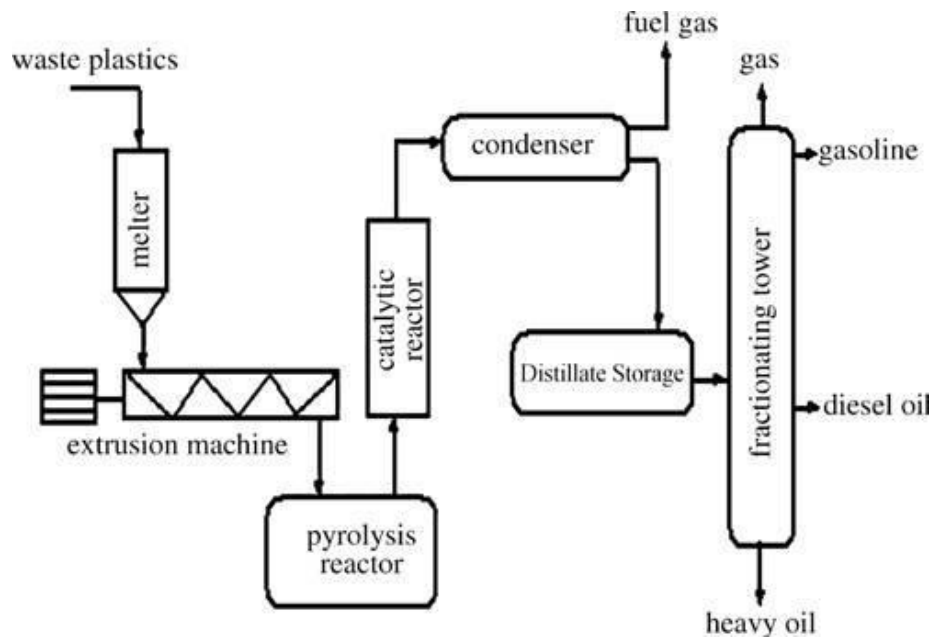 fuel gas
waste plastics
gas
condenser
gasoline
melter
catalytic
reactor
fractionating tower
Distillate Storage
diesel oil
extrusion machine
pyrolysis
reactor
heavy oil